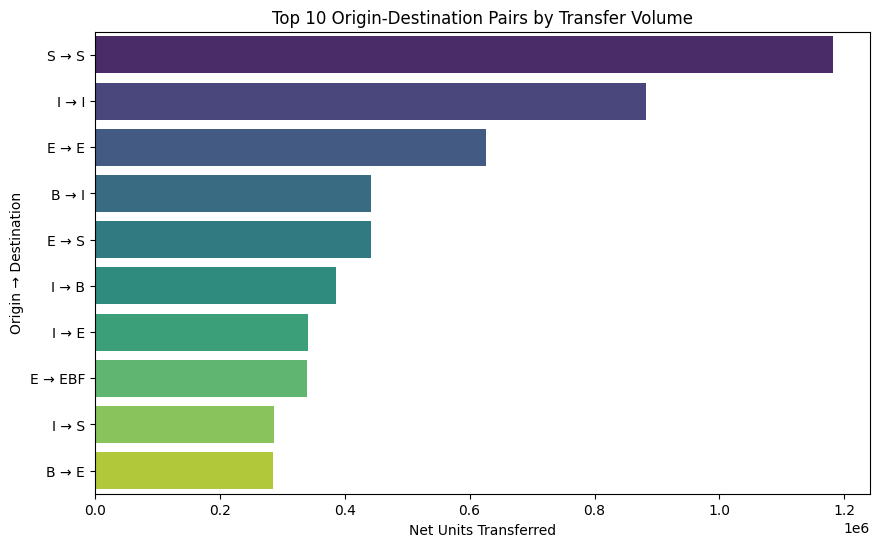 Top 10 Origin-Destination Pairs by Transfer Volume
Origin → Destination
S → S
I → I
E → E
B → I
E → S
I → B
I → E
E → EBF
I → S
B → E
0.0 0.2 0.4 0.6 0.8 1.0 1.2
1e6
Net Units Transferred